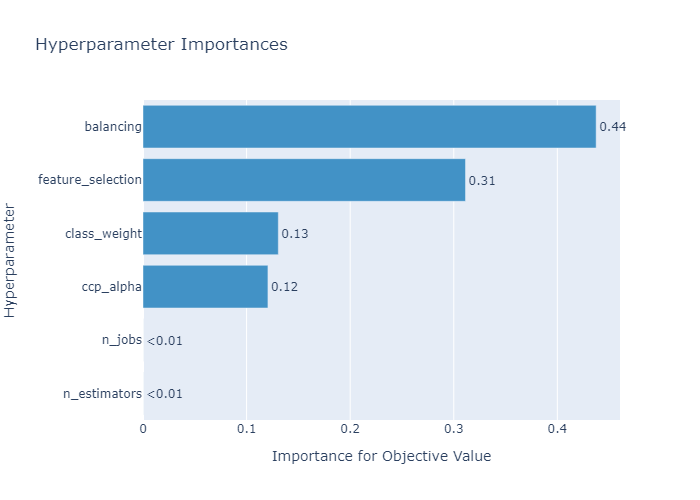 Hyperparameter Importances
Hyperparameter
balancing
0.44
feature_selection
0.31
class_weight
0.13
ccp_alpha
0.12
n_jobs
<0.01
n_estimators
<0.01
0
0.1
0.2
0.3
0.4
Importance for Objective Value